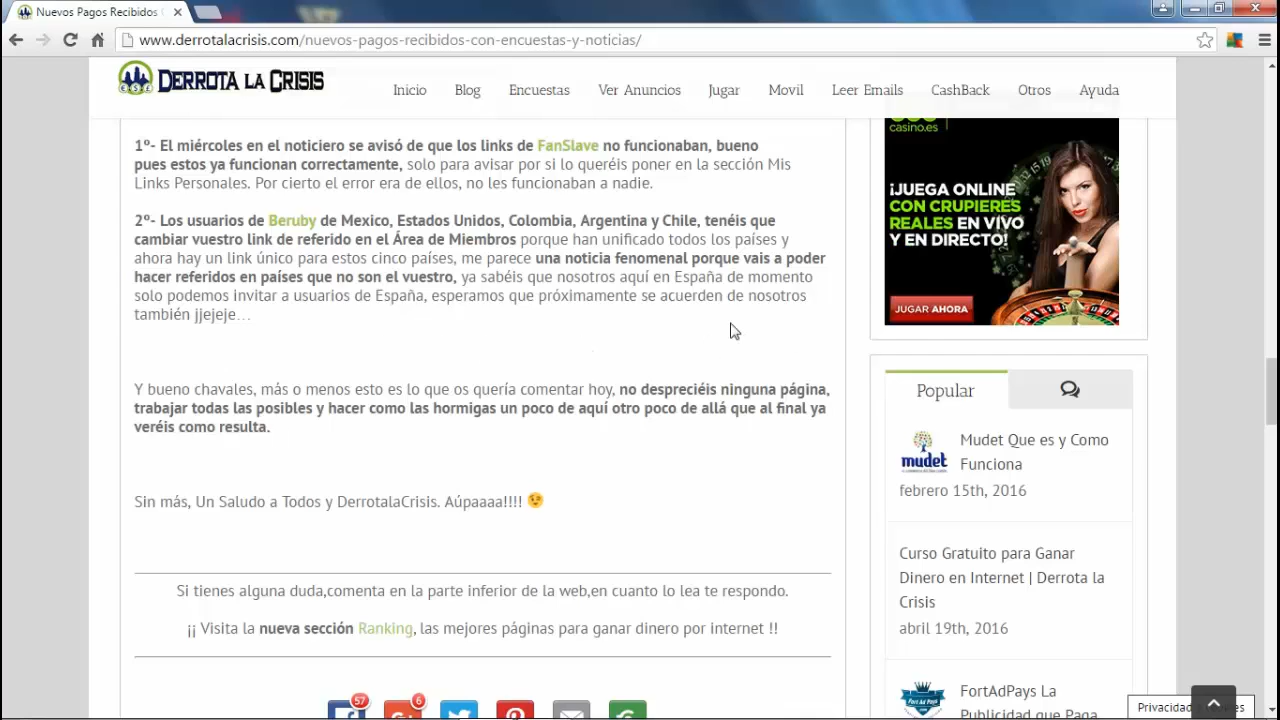 Nuevos Pagos Recibidos
www.derrotalacrisis.com/nuevos-pagos-recibidos-con-encuestas-y-noticias/
DERROTA LA CRISIS
Inicio Blog Encuestas Ver Anuncios Jugar Movil Leer Emails CashBack Otros Ayuda
1º- El miércoles en el noticiero se avisó de que los links de FanSlave no funcionaban, bueno
pues estos ya funcionan correctamente, solo para avisar por si lo queréis poner en la sección Mis
Links Personales. Por cierto el error era de ellos, no les funcionaban a nadie.
2º- Los usuarios de Beruby de Mexico, Estados Unidos, Colombia, Argentina y Chile, tenéis que
cambiar vuestro link de referido en el Área de Miembros porque han unificado todos los países y
ahora hay un link único para estos cinco países, me parece una noticia fenomenal porque vais a poder
hacer referidos en países que no son el vuestro, ya sabéis que nosotros aquí en España de momento
solo podemos invitar a usuarios de España, esperamos que próximamente se acuerden de nosotros
también jjejeje...
Y bueno chavales, más o menos esto es lo que os quería comentar hoy, no despreciéis ninguna página,
trabajar todas las posibles y hacer como las hormigas un poco de aquí otro poco de allá que al final ya
veréis como resulta.
Sin más, Un Saludo a Todos y DerrotalaCrisis. Aúpaaaa!!!!
Si tienes alguna duda,comenta en la parte inferior de la web,en cuanto lo lea te respondo.
¡¡ Visita la nueva sección Ranking, las mejores páginas para ganar dinero por internet !!
57
6
casino.es
¡JUEGA ONLINE
CON CRUPIERES
REALES EN VIVO
Y EN DIRECTO!
JUGAR AHORA
Popular
mudet
Mudet Que es y Como
Funciona
febrero 15th, 2016
Curso Gratuito para Ganar
Dinero en Internet | Derrota la
Crisis
abril 19th, 2016
Fort Ad Pays
FortAdPays La
Publicidad que Paga
Privacidad